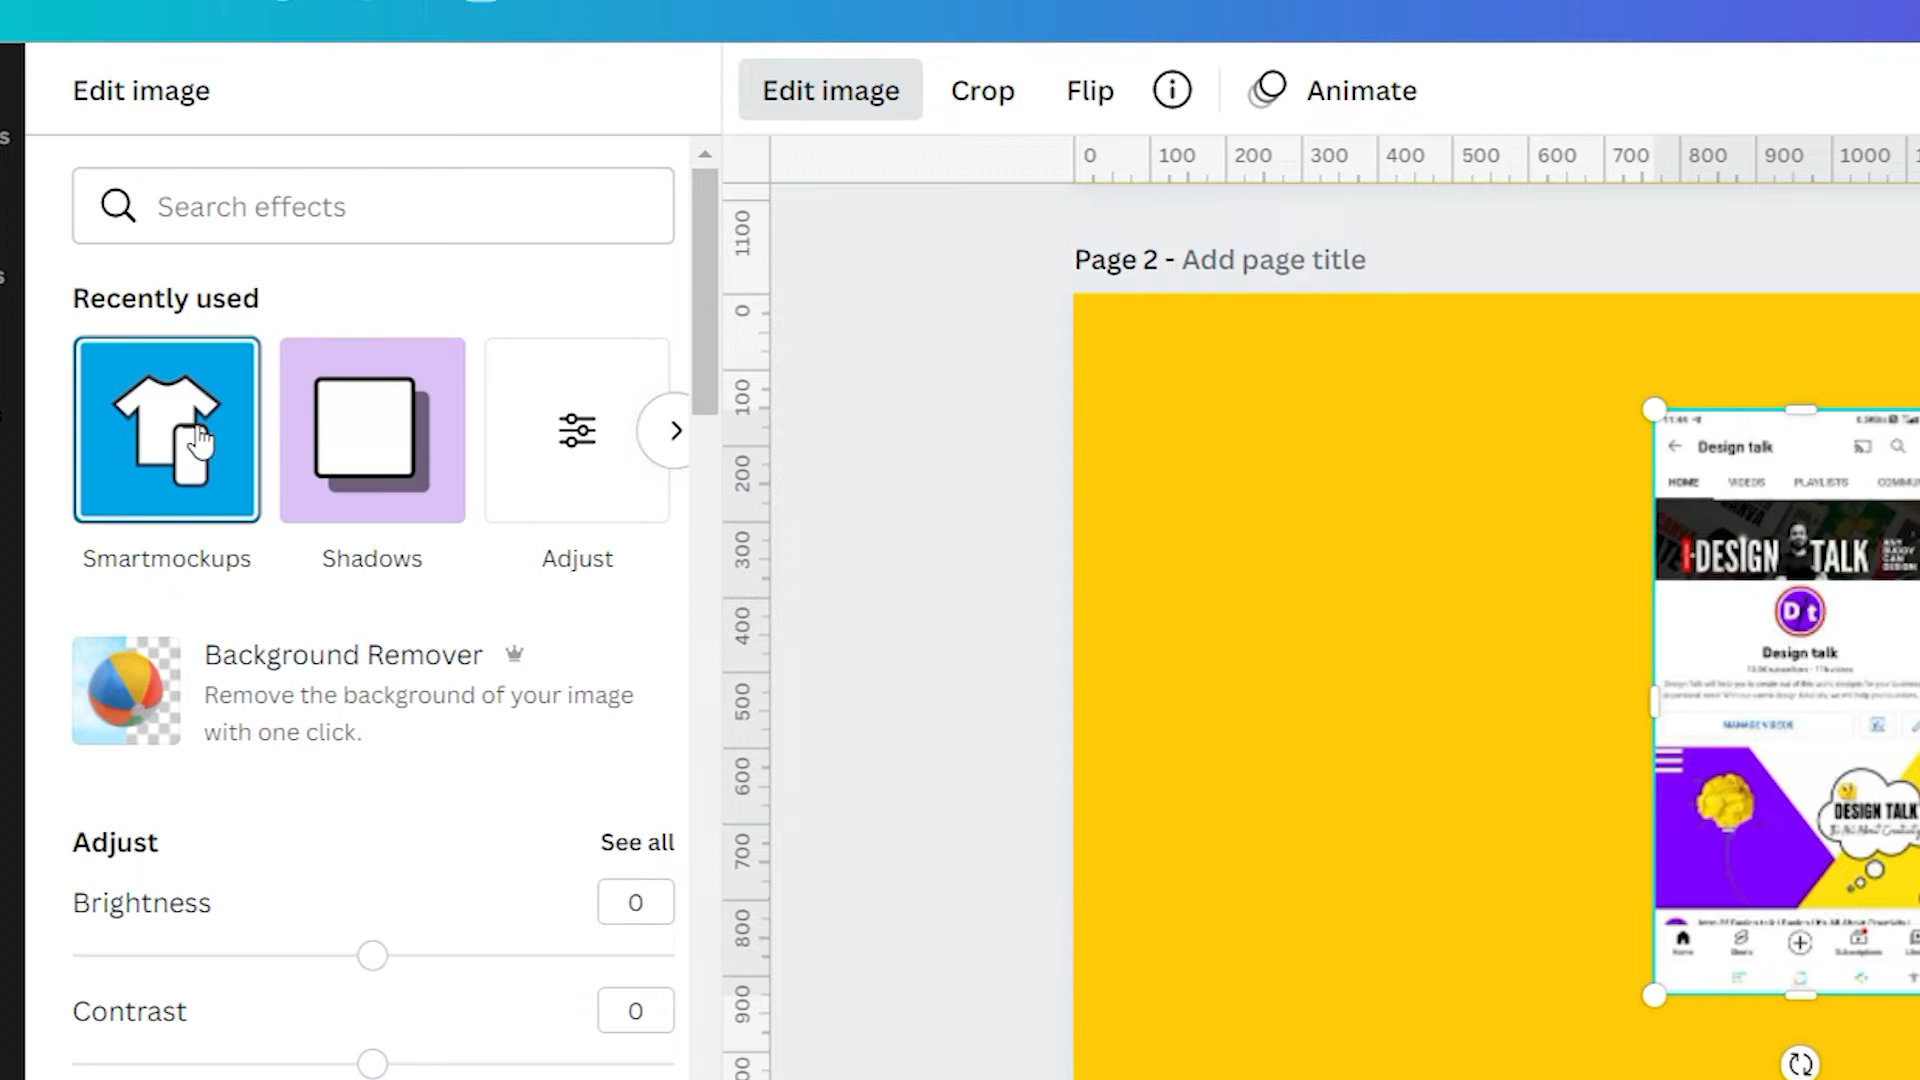 Edit image
Edit image Crop Flip Animate
Search effects
0 100 200 300 400 500 600 700 800 900 1000
1100
0
100
200
300
400
500
600
700
800
900
Page 2 - Add page title
Recently used
Smartmockups Shadows Adjust
Background Remover
Remove the background of your image
with one click.
Adjust See all
Brightness 0
Contrast 0
Design talk
HOME VIDEOS PLAYLISTS
DESIGN TALK
Dt
Design talk
MANAGE VIDEOS
DESIGN TALK